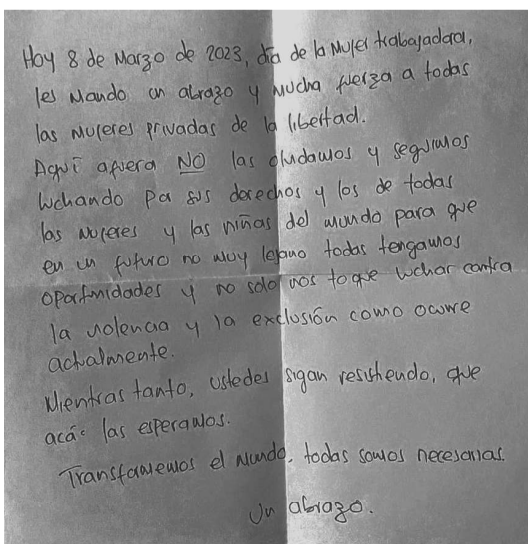 Hoy 8 de Marzo de 2023, día de la Mujer trabajadora,
les Mando un abrazo y Mucha fuerza a todas
las Mujeres privadas de la libertad.
Aquí afuera NO las olvidamos y seguimos
luchando por sus derechos y los de todas
las mujeres y las niñas del mundo para que
en un futuro no muy lejano todas tengamos
oportunidades y no solo nos toque luchar contra
la violencia y la exclusión como ocurre
actualmente.
Mientras tanto, ustedes sigan resistiendo, que
acá las esperamos.
Transformemos el mundo, todas somos necesarias.
Un abrazo.